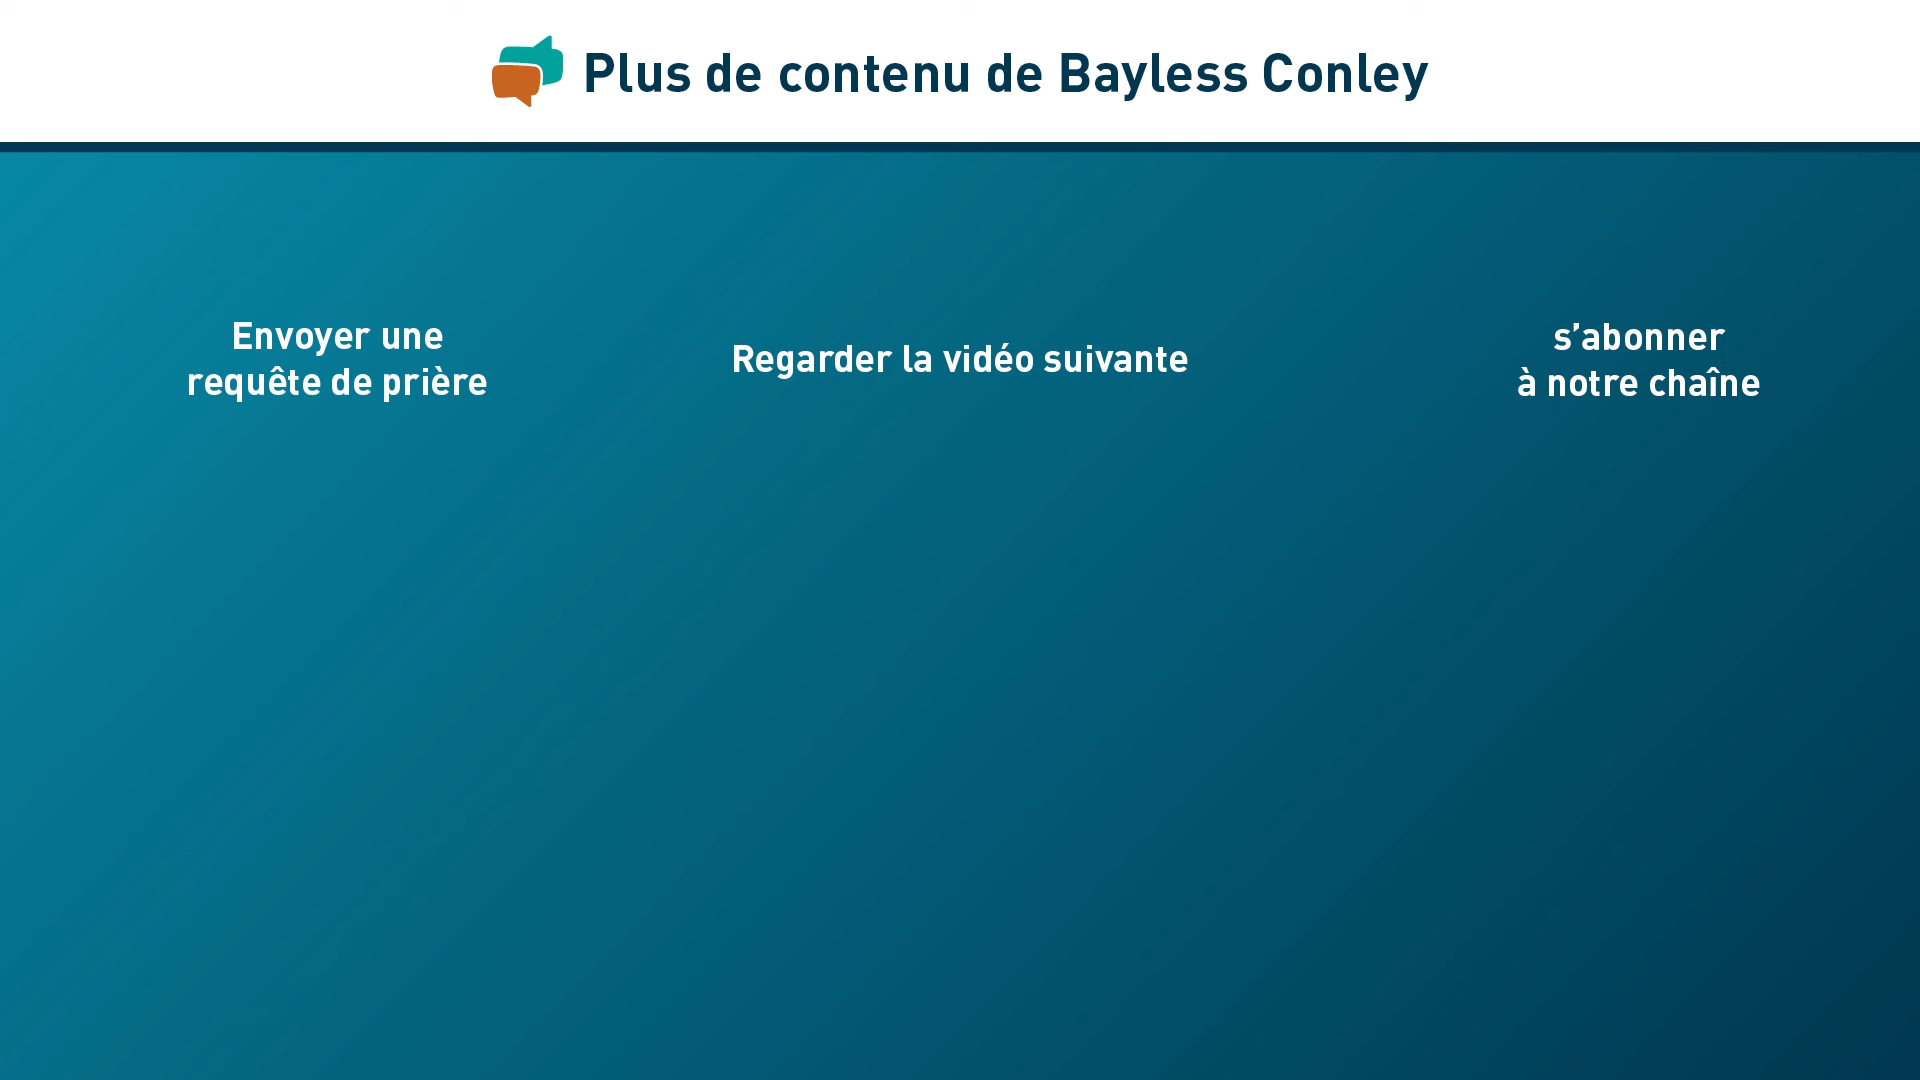 Plus de contenu de Bayless Conley
Envoyer une
requête de prière
Regarder la vidéo suivante
s’abonner
à notre chaîne